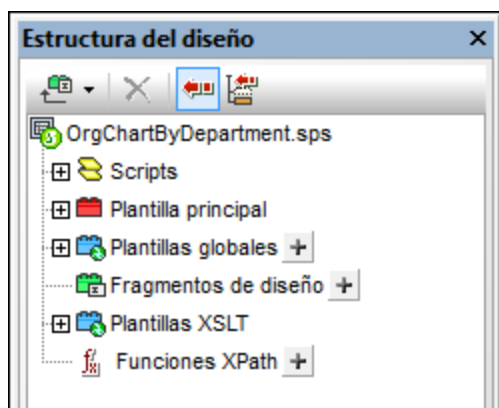 Estructura del diseño
OrgChartByDepartment.sps
Scripts
Plantilla principal
Plantillas globales
Fragmentos de diseño
Plantillas XSLT
Funciones XPath